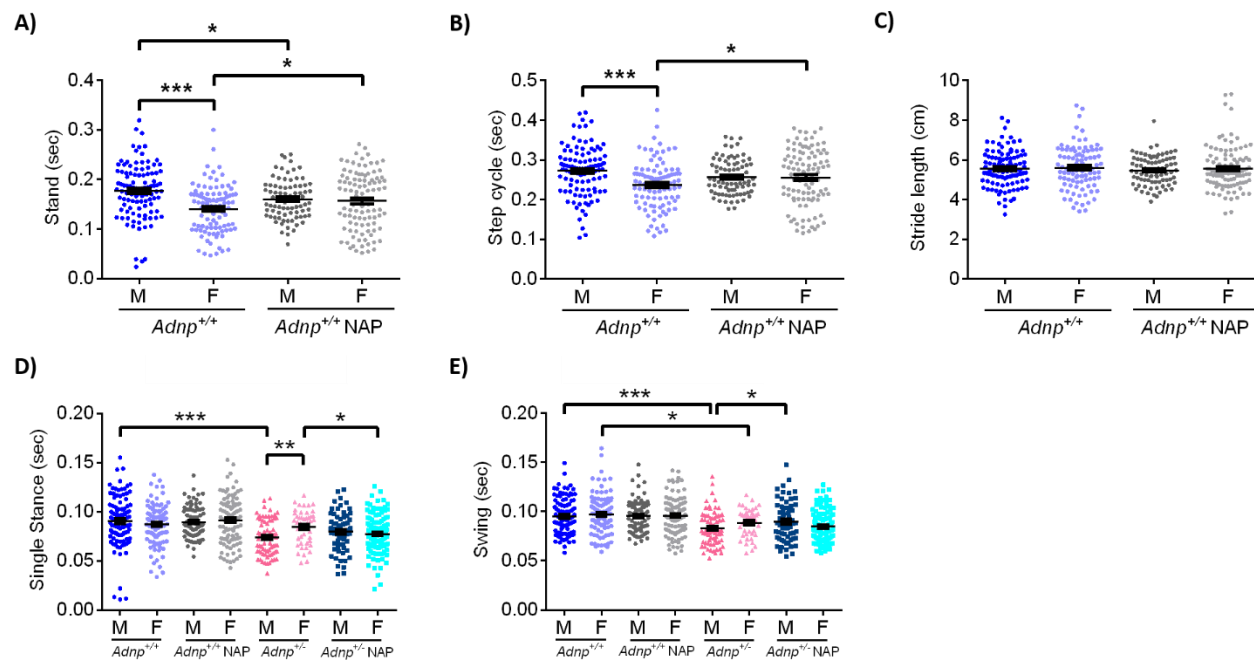 A)
*
*
***
Stand (sec)
0.4
0.3
0.2
0.1
0.0
M F M F
Adnp+/+ Adnp+/+ NAP
B)
*
***
Step cycle (sec)
0.5
0.4
0.3
0.2
0.1
0.0
M F M F
Adnp+/+ Adnp+/+ NAP
C)
Stride length (cm)
10
8
6
4
2
0
M F M F
Adnp+/+ Adnp+/+ NAP
D)
*** *
**
Single Stance (sec)
0.20
0.15
0.10
0.05
0.00
M F M F M F M F
Adnp+/+ Adnp+/+ NAP Adnp+/- Adnp+/- NAP
E)
*** *
*
Swing (sec)
0.20
0.15
0.10
0.05
0.00
M F M F M F M F
Adnp+/+ Adnp+/+ NAP Adnp+/- Adnp+/- NAP